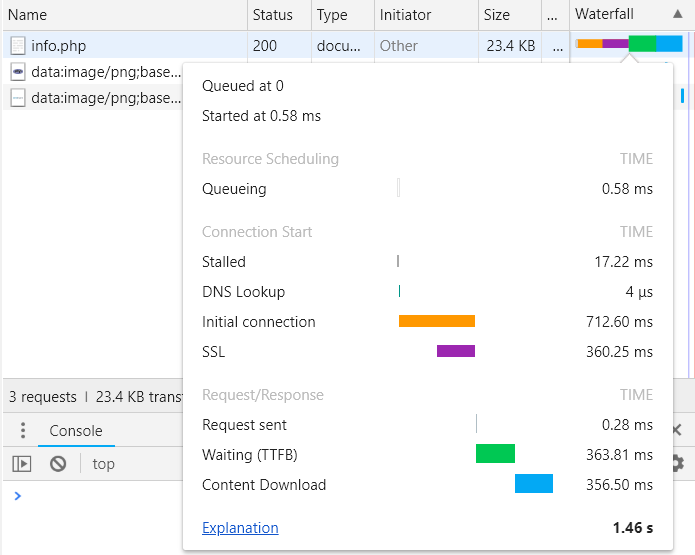 Name Status Type Initiator Size ... Waterfall ▲
info.php 200 docu... Other 23.4 KB ...
data:image/png;base...
data:image/png;base...
Queued at 0
Started at 0.58 ms
Resource Scheduling TIME
Queueing 0.58 ms
Connection Start TIME
Stalled 17.22 ms
DNS Lookup 4 μs
Initial connection 712.60 ms
SSL 360.25 ms
Request/Response TIME
Request sent 0.28 ms
Waiting (TTFB) 363.81 ms
Content Download 356.50 ms
Explanation 1.46 s
3 requests | 23.4 KB transf
Console
top